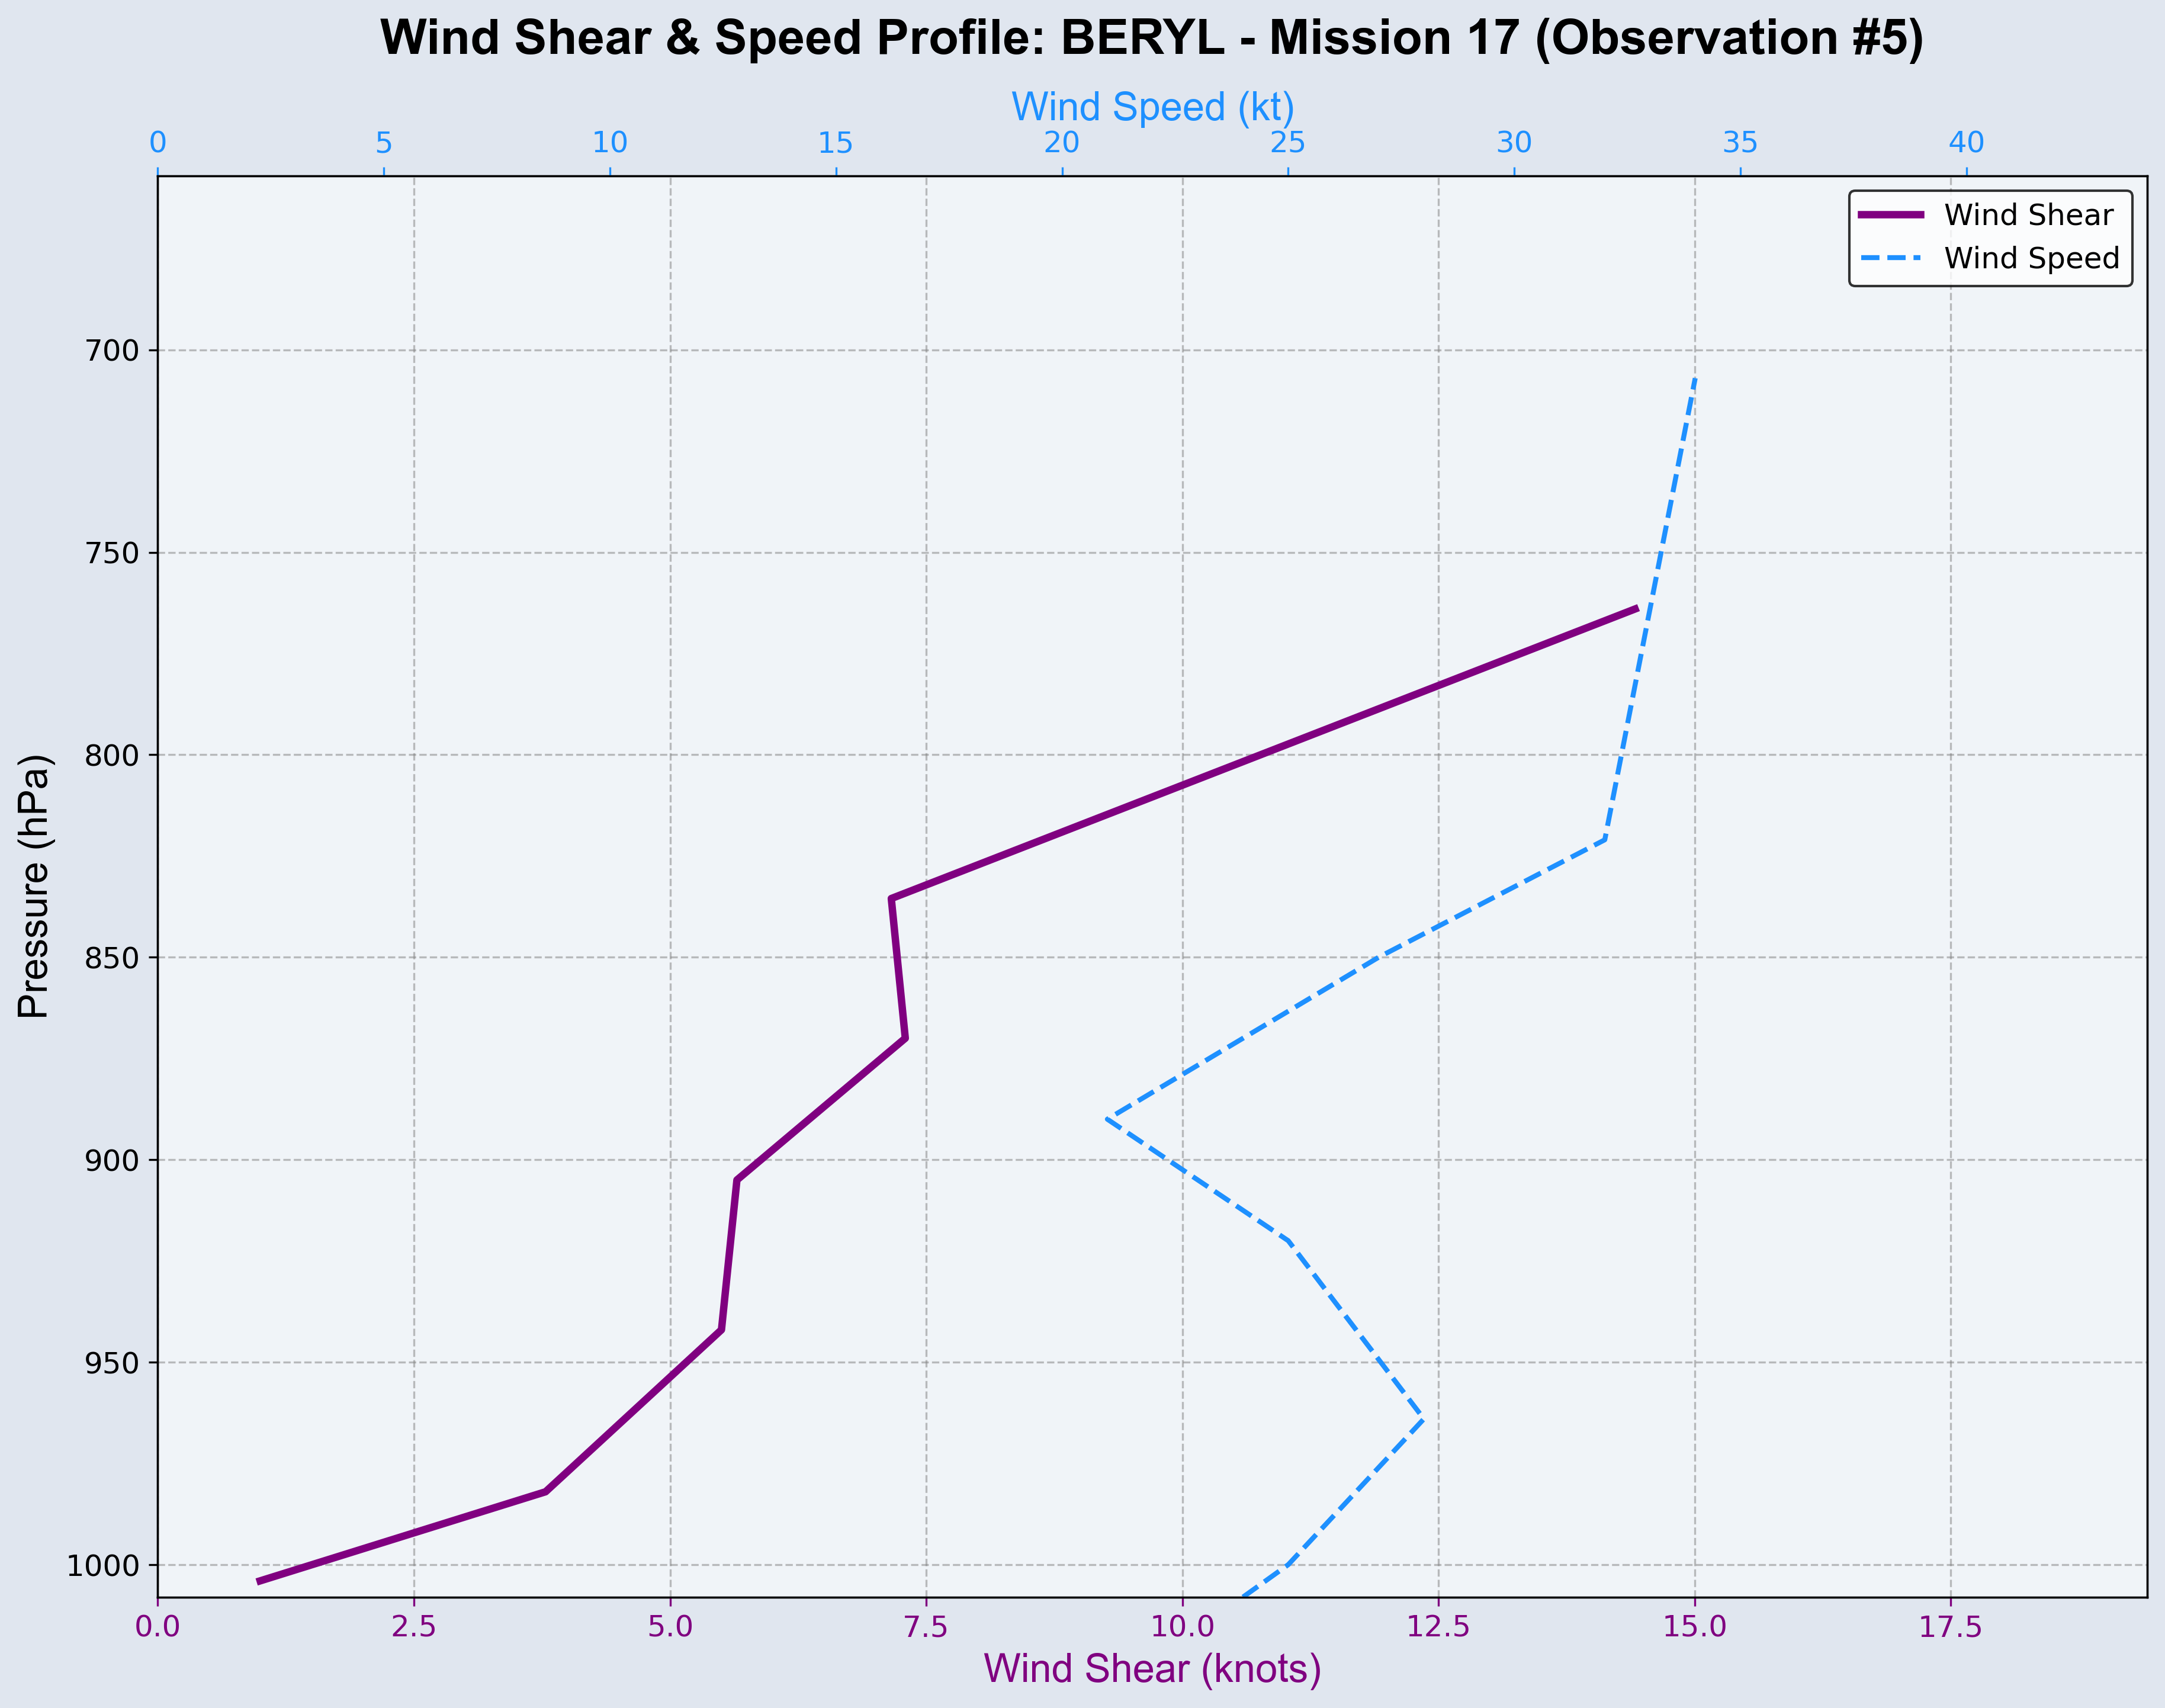 Wind Shear & Speed Profile: BERYL - Mission 17 (Observation #5)
Wind Speed (kt)
0 5 10 15 20 25 30 35 40
Wind Shear
Wind Speed
700
750
800
850
900
950
1000
Pressure (hPa)
0.0 2.5 5.0 7.5 10.0 12.5 15.0 17.5
Wind Shear (knots)